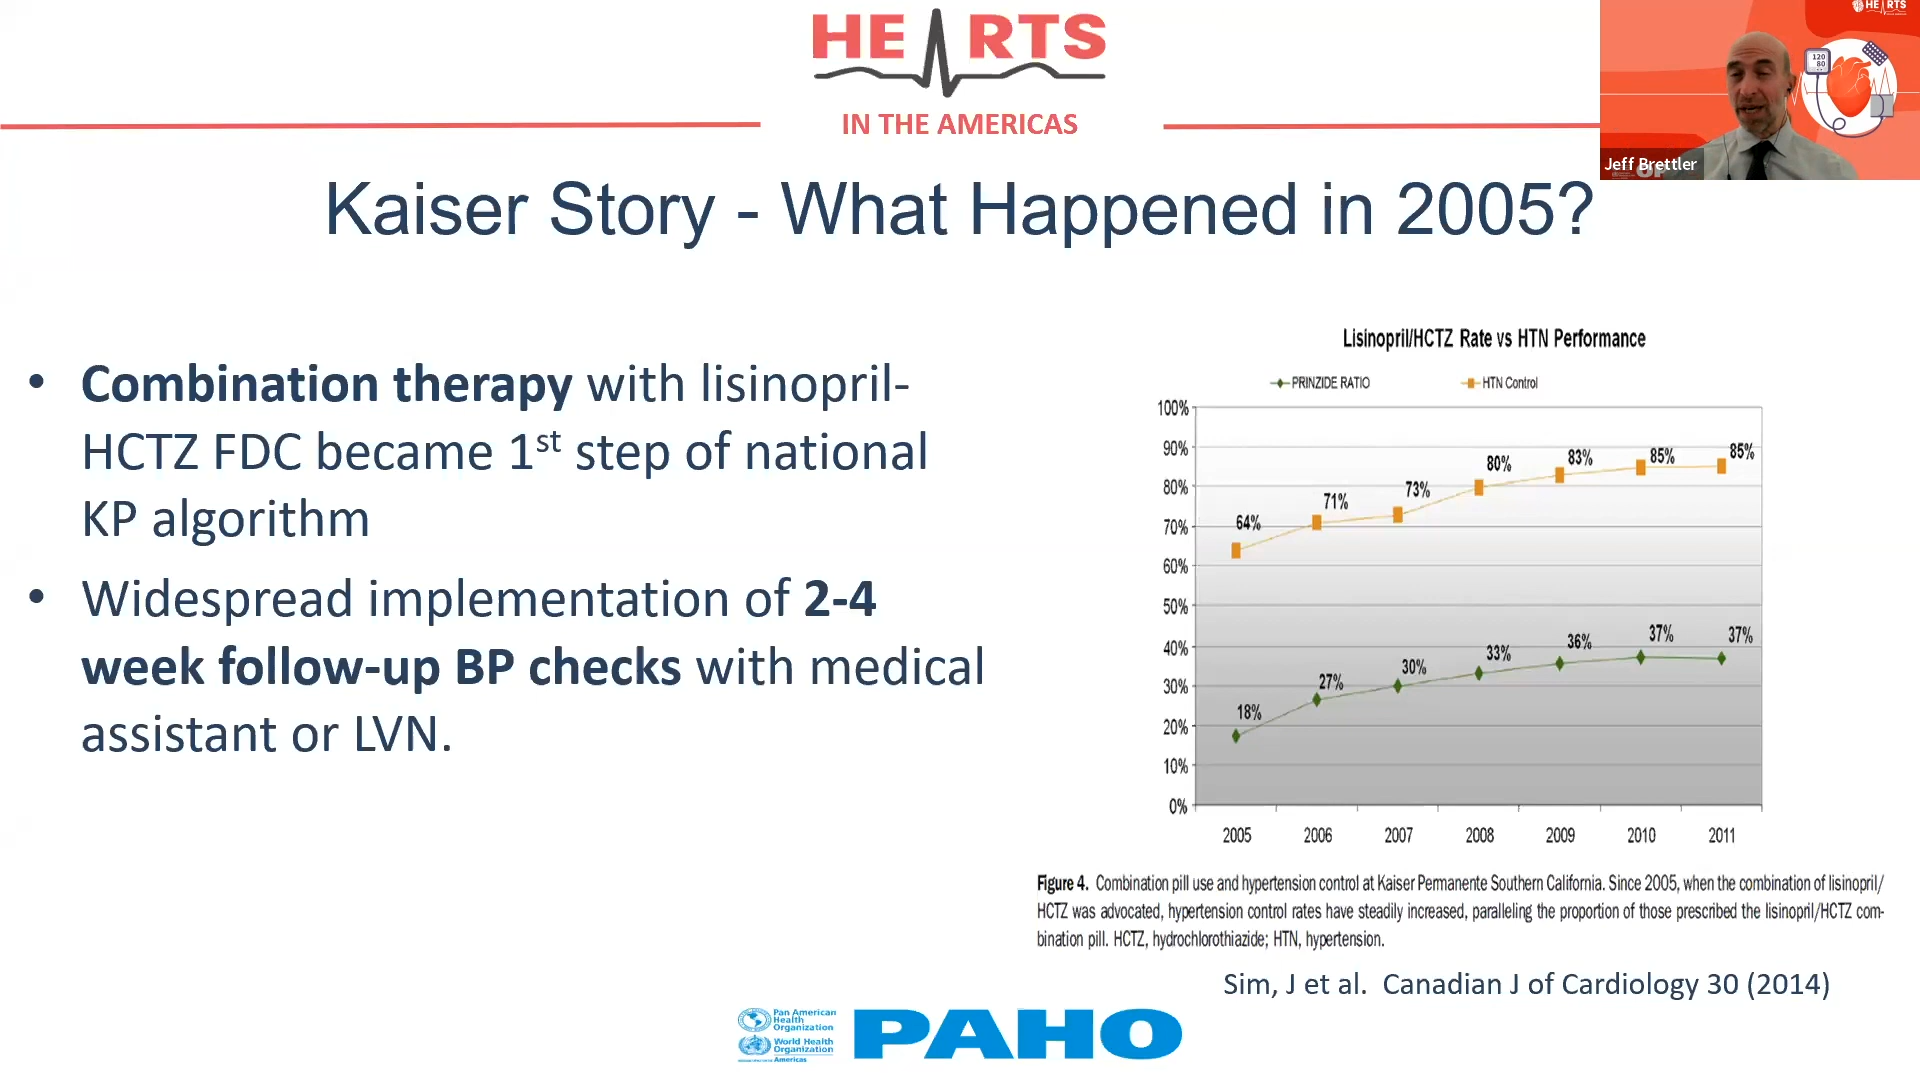 HEARTS
IN THE AMERICAS
HEARTS
120
80
Jeff Brettler
Kaiser Story - What Happened in 2005?
• Combination therapy with lisinopril-
HCTZ FDC became 1st step of national
KP algorithm
• Widespread implementation of 2-4
week follow-up BP checks with medical
assistant or LVN.
Lisinopril/HCTZ Rate vs HTN Performance
PRINZIDE RATIO HTN Control
100%
90%
80%
70%
60%
50%
40%
30%
20%
10%
0%
64% 71% 73% 80% 83% 85% 85%
18% 27% 30% 33% 36% 37% 37%
2005 2006 2007 2008 2009 2010 2011
Figure 4. Combination pill use and hypertension control at Kaiser Permanente Southern California. Since 2005, when the combination of lisinopril/
HCTZ was advocated, hypertension control rates have steadily increased, paralleling the proportion of those prescribed the lisinopril/HCTZ com-
bination pill. HCTZ, hydrochlorothiazide; HTN, hypertension.
Sim, J et al. Canadian J of Cardiology 30 (2014)
Pan American
Health
Organization
World Health
Organization
Americas
PAHO